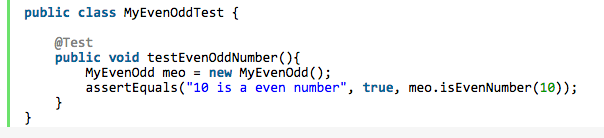 public class MyEvenOddTest {
@Test
public void testEvenOddNumber(){
MyEvenOdd meo = new MyEvenOdd();
assertEquals("10 is a even number", true, meo.isEvenNumber(10));
}
}